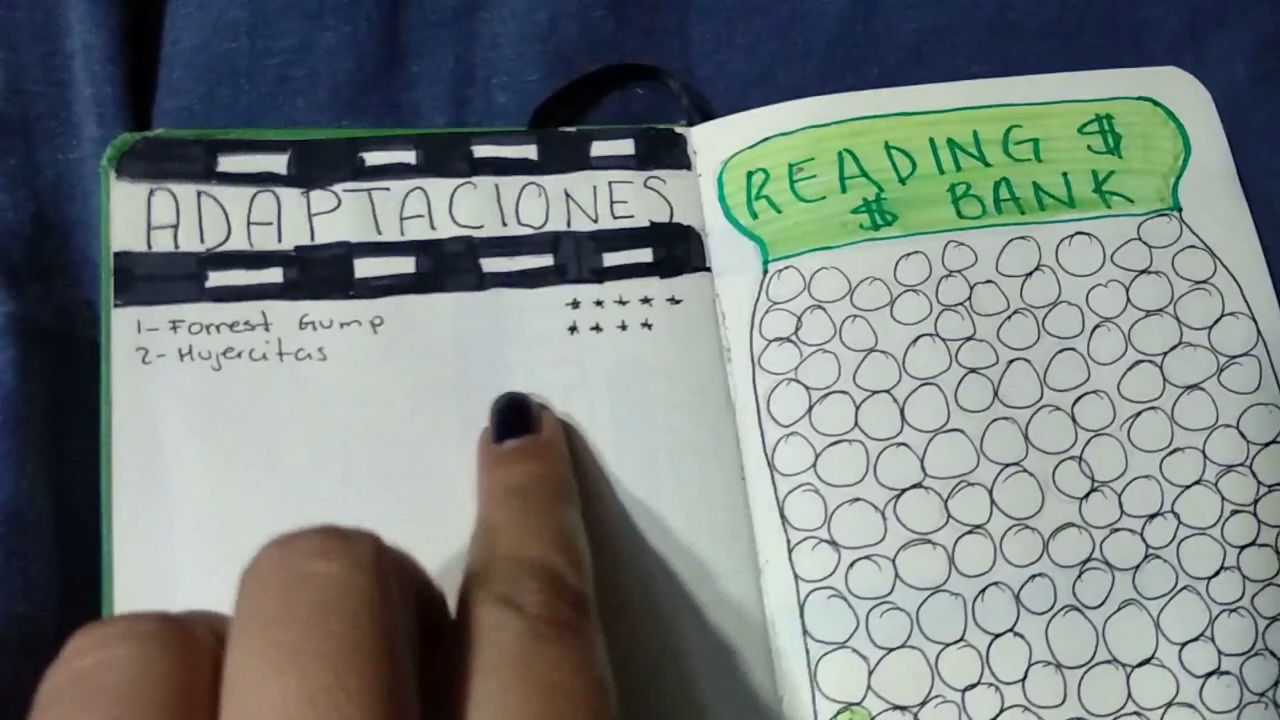 ADAPTACIONES
1- Forrest Gump *****
2- Mujercitas ****
READING $
$ BANK